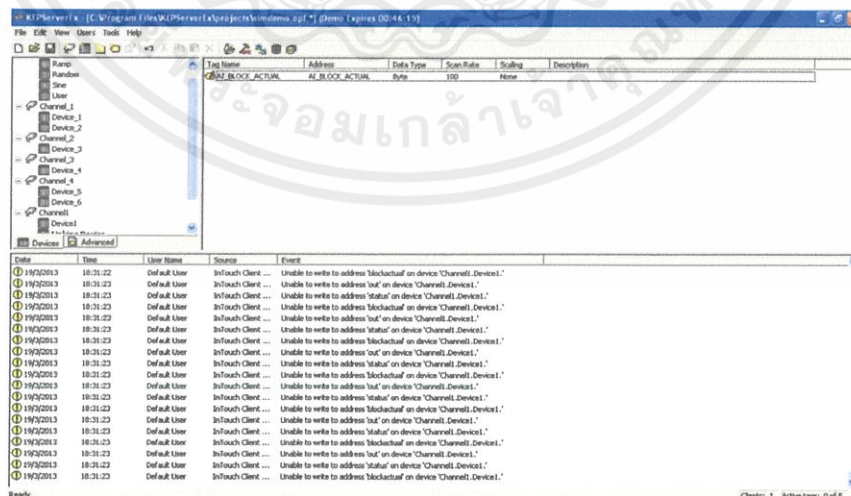 KEPServerEx - [C:\Program Files\KEPServerEx\projects\simdemo.opf *] (Demo Expires 00:46:15)
File Edit View Users Tools Help
Ramp
Random
Sine
User
Channel_1
Device_1
Device_2
Channel_2
Device_3
Channel_3
Device_4
Channel_4
Device_5
Device_6
Channel1
Device1
Devices Advanced
Tag Name Address Data Type Scan Rate Scaling Description
AI_BLOCK_ACTUAL AI_BLOCK_ACTUAL Byte 100 None
พระจอมเกล้าเจ้าคุณ
Date Time User Name Source Event
19/3/2013 18:31:22 Default User InTouch Client ... Unable to write to address 'blockactual' on device 'Channel1.Device1.'
19/3/2013 18:31:23 Default User InTouch Client ... Unable to write to address 'out' on device 'Channel1.Device1.'
19/3/2013 18:31:23 Default User InTouch Client ... Unable to write to address 'status' on device 'Channel1.Device1.'
19/3/2013 18:31:23 Default User InTouch Client ... Unable to write to address 'blockactual' on device 'Channel1.Device1.'
19/3/2013 18:31:23 Default User InTouch Client ... Unable to write to address 'out' on device 'Channel1.Device1.'
19/3/2013 18:31:23 Default User InTouch Client ... Unable to write to address 'status' on device 'Channel1.Device1.'
19/3/2013 18:31:23 Default User InTouch Client ... Unable to write to address 'blockactual' on device 'Channel1.Device1.'
19/3/2013 18:31:23 Default User InTouch Client ... Unable to write to address 'out' on device 'Channel1.Device1.'
19/3/2013 18:31:23 Default User InTouch Client ... Unable to write to address 'status' on device 'Channel1.Device1.'
19/3/2013 18:31:23 Default User InTouch Client ... Unable to write to address 'blockactual' on device 'Channel1.Device1.'
19/3/2013 18:31:23 Default User InTouch Client ... Unable to write to address 'out' on device 'Channel1.Device1.'
19/3/2013 18:31:23 Default User InTouch Client ... Unable to write to address 'status' on device 'Channel1.Device1.'
19/3/2013 18:31:23 Default User InTouch Client ... Unable to write to address 'blockactual' on device 'Channel1.Device1.'
19/3/2013 18:31:23 Default User InTouch Client ... Unable to write to address 'out' on device 'Channel1.Device1.'
19/3/2013 18:31:23 Default User InTouch Client ... Unable to write to address 'status' on device 'Channel1.Device1.'
19/3/2013 18:31:23 Default User InTouch Client ... Unable to write to address 'blockactual' on device 'Channel1.Device1.'
19/3/2013 18:31:23 Default User InTouch Client ... Unable to write to address 'out' on device 'Channel1.Device1.'
19/3/2013 18:31:23 Default User InTouch Client ... Unable to write to address 'status' on device 'Channel1.Device1.'
19/3/2013 18:31:23 Default User InTouch Client ... Unable to write to address 'blockactual' on device 'Channel1.Device1.'
Ready Clients: 1 Active tags: 0 of 5